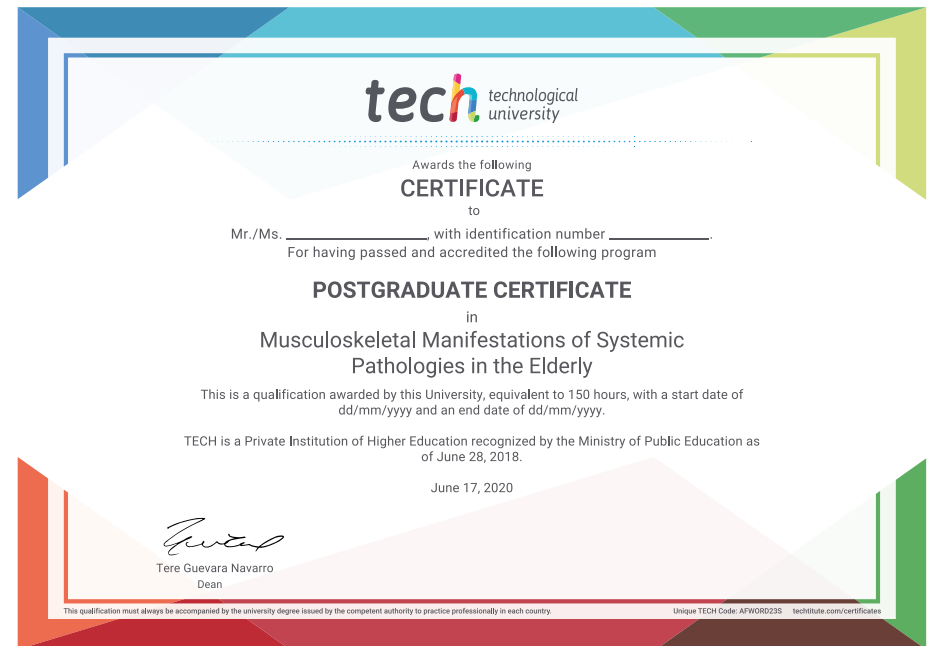 tech technological
university
Awards the following
CERTIFICATE
to
Mr./Ms. ____________________, with identification number ______________.
For having passed and accredited the following program
POSTGRADUATE CERTIFICATE
in
Musculoskeletal Manifestations of Systemic
Pathologies in the Elderly
This is a qualification awarded by this University, equivalent to 150 hours, with a start date of
dd/mm/yyyy and an end date of dd/mm/yyyy.
TECH is a Private Institution of Higher Education recognized by the Ministry of Public Education as
of June 28, 2018.
June 17, 2020
Tere Guevara Navarro
Dean
This qualification must always be accompanied by the university degree issued by the competent authority to practice professionally in each country.
Unique TECH Code: AFWORD23S techtitute.com/certificates